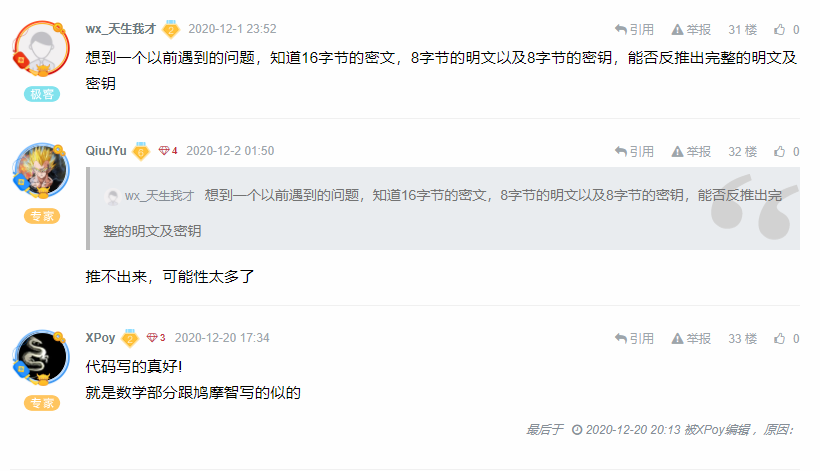 wx_天生我才 2 2020-12-1 23:52 引用 举报 31 楼 0
极客
想到一个以前遇到的问题，知道16字节的密文，8字节的明文以及8字节的密钥，能否反推出完整的明文及
密钥
QiuJYu 4 2020-12-2 01:50 引用 举报 32 楼 0
专家
wx_天生我才 想到一个以前遇到的问题，知道16字节的密文，8字节的明文以及8字节的密钥，能否反推出完
整的明文及密钥
推不出来，可能性太多了
XPoy 2 3 2020-12-20 17:34 引用 举报 33 楼 0
专家
代码写的真好!
就是数学部分跟鸠摩智写的似的
最后于 2020-12-20 20:13 被XPoy编辑 ，原因：